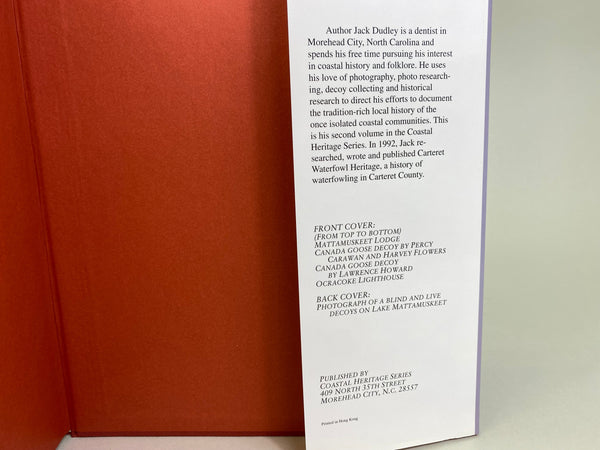 Author Jack Dudley is a dentist in
Morehead City, North Carolina and
spends his free time pursuing his interest
in coastal history and folklore. He uses
his love of photography, photo research-
ing, decoy collecting and historical
research to direct his efforts to document
the tradition-rich local history of the
once isolated coastal communities. This
is his second volume in the Coastal
Heritage Series. In 1992, Jack re-
searched, wrote and published Carteret
Waterfowl Heritage, a history of
waterfowling in Carteret County.
FRONT COVER:
(FROM TOP TO BOTTOM)
MATTAMUSKEET LODGE
CANADA GOOSE DECOY BY PERCY
CARAWAN AND HARVEY FLOWERS
CANADA GOOSE DECOY
BY LAWRENCE HOWARD
OCRACOKE LIGHTHOUSE
BACK COVER:
PHOTOGRAPH OF A BLIND AND LIVE
DECOYS ON LAKE MATTAMUSKEET
PUBLISHED BY
COASTAL HERITAGE SERIES
409 NORTH 35TH STREET
MOREHEAD CITY, N.C. 28557
Printed in Hong Kong